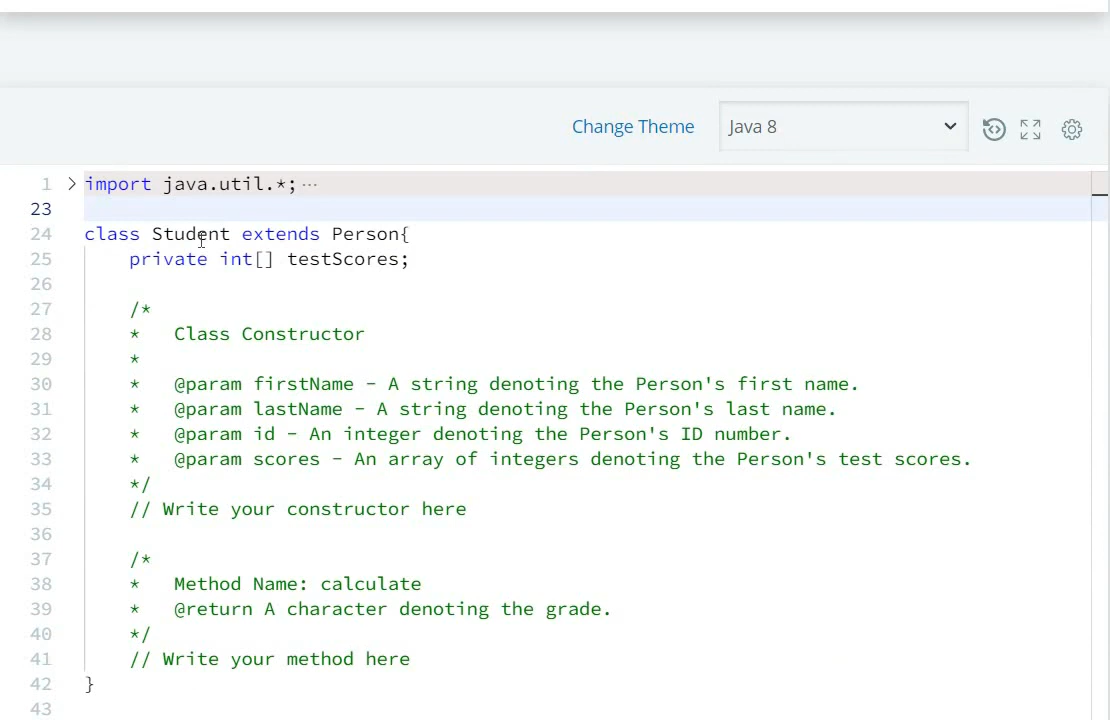 Change Theme Java 8
1 > import java.util.*; ···
23
24 class Student extends Person{
25 private int[] testScores;
26
27 /*
28 * Class Constructor
29 *
30 * @param firstName - A string denoting the Person's first name.
31 * @param lastName - A string denoting the Person's last name.
32 * @param id - An integer denoting the Person's ID number.
33 * @param scores - An array of integers denoting the Person's test scores.
34 */
35 // Write your constructor here
36
37 /*
38 * Method Name: calculate
39 * @return A character denoting the grade.
40 */
41 // Write your method here
42 }
43